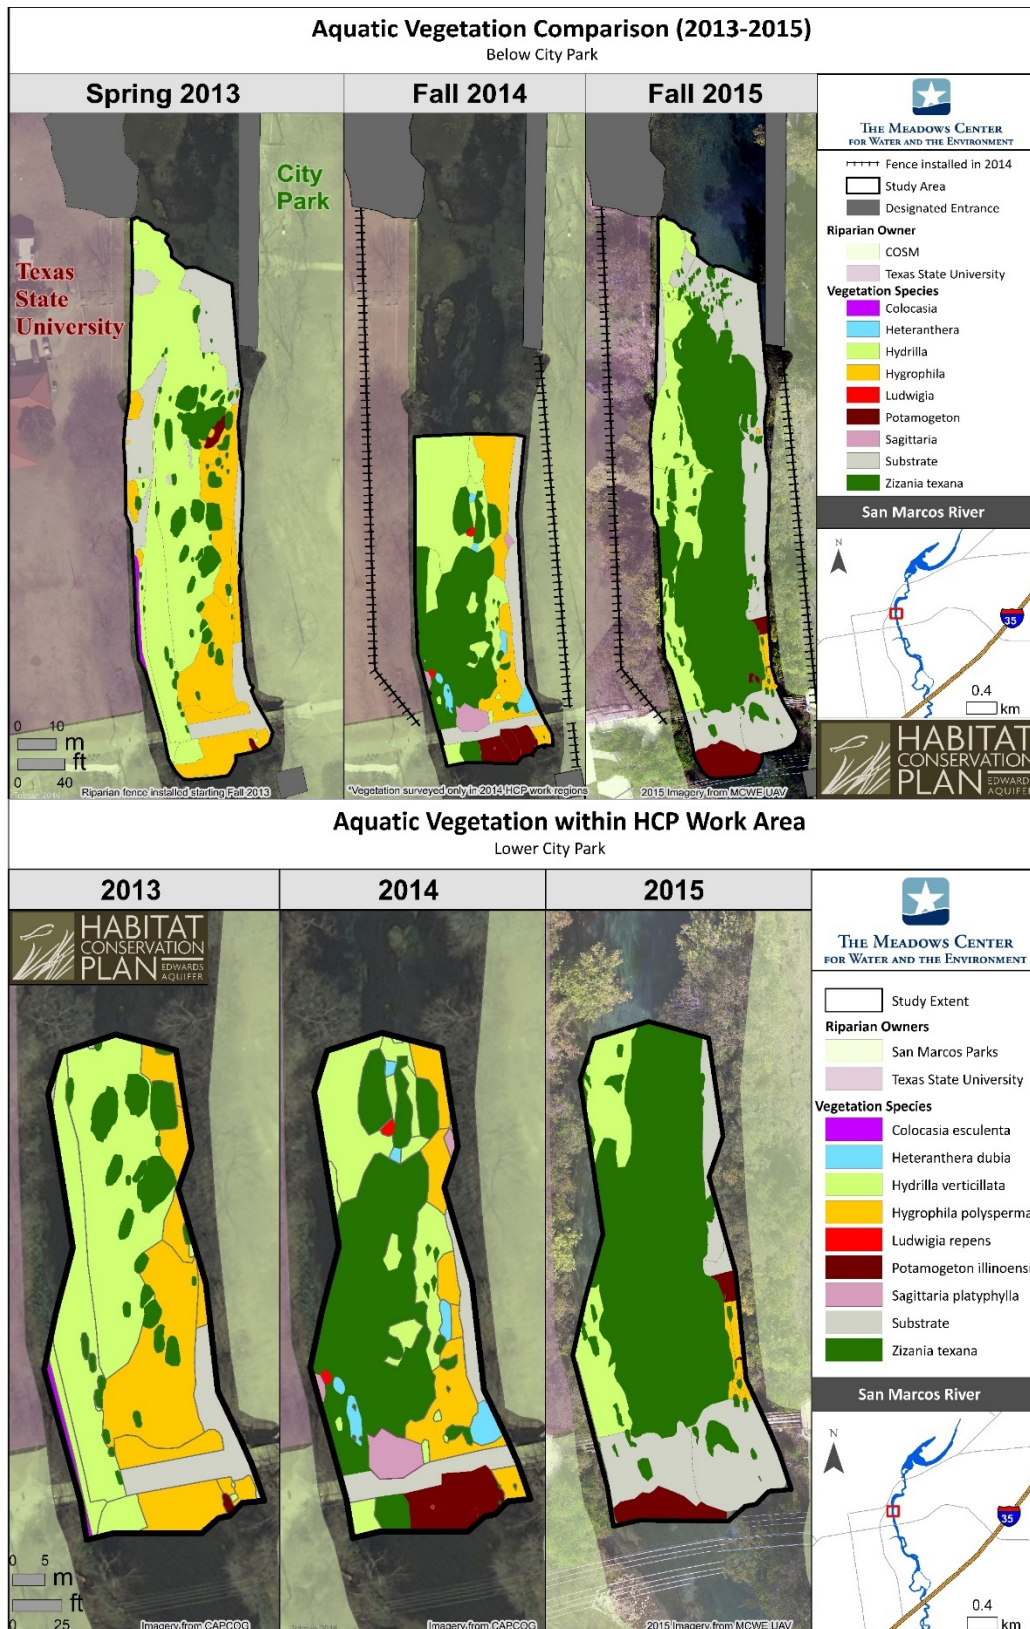 Aquatic Vegetation Comparison (2013-2015)
Below City Park
Spring 2013
Fall 2014
Fall 2015
City
Park
Texas
State
University
0 10
m
ft
0 40
Riparian fence installed starting Fall 2013
*Vegetation surveyed only in 2014 HCP work regions
2015 Imagery from MCWE UAV
THE MEADOWS CENTER
FOR WATER AND THE ENVIRONMENT
Fence installed in 2014
Study Area
Designated Entrance
Riparian Owner
COSM
Texas State University
Vegetation Species
Colocasia
Heteranthera
Hydrilla
Hygrophila
Ludwigia
Potamogeton
Sagittaria
Substrate
Zizania texana
San Marcos River
N
35
0.4
km
HABITAT
CONSERVATION
PLAN EDWARDS
AQUIFER
Aquatic Vegetation within HCP Work Area
Lower City Park
2013
2014
2015
HABITAT
CONSERVATION
PLAN EDWARDS
AQUIFER
0 5
m
ft
0 25
Imagery from CAPCOG
Imagery from CAPCOG
2015 Imagery from MCWE UAV
THE MEADOWS CENTER
FOR WATER AND THE ENVIRONMENT
Study Extent
Riparian Owners
San Marcos Parks
Texas State University
Vegetation Species
Colocasia esculenta
Heteranthera dubia
Hydrilla verticillata
Hygrophila polysperma
Ludwigia repens
Potamogeton illinoensi
Sagittaria platyphylla
Substrate
Zizania texana
San Marcos River
N
35
0.4
km